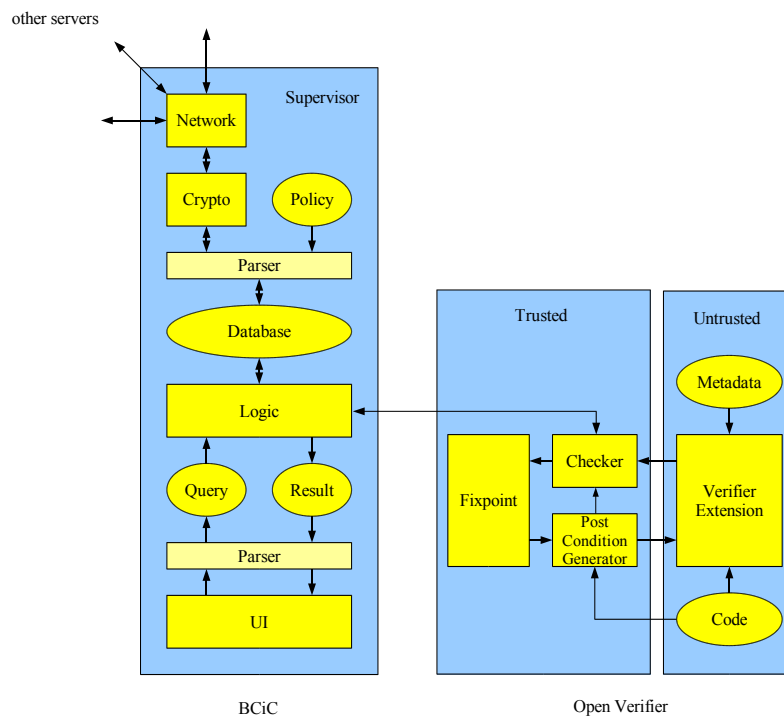 other servers
Supervisor
Network
Crypto
Policy
Parser
Database
Logic
Query
Result
Parser
UI
BCiC
Trusted
Untrusted
Metadata
Fixpoint
Checker
Verifier
Extension
Post
Condition
Generator
Code
Open Verifier